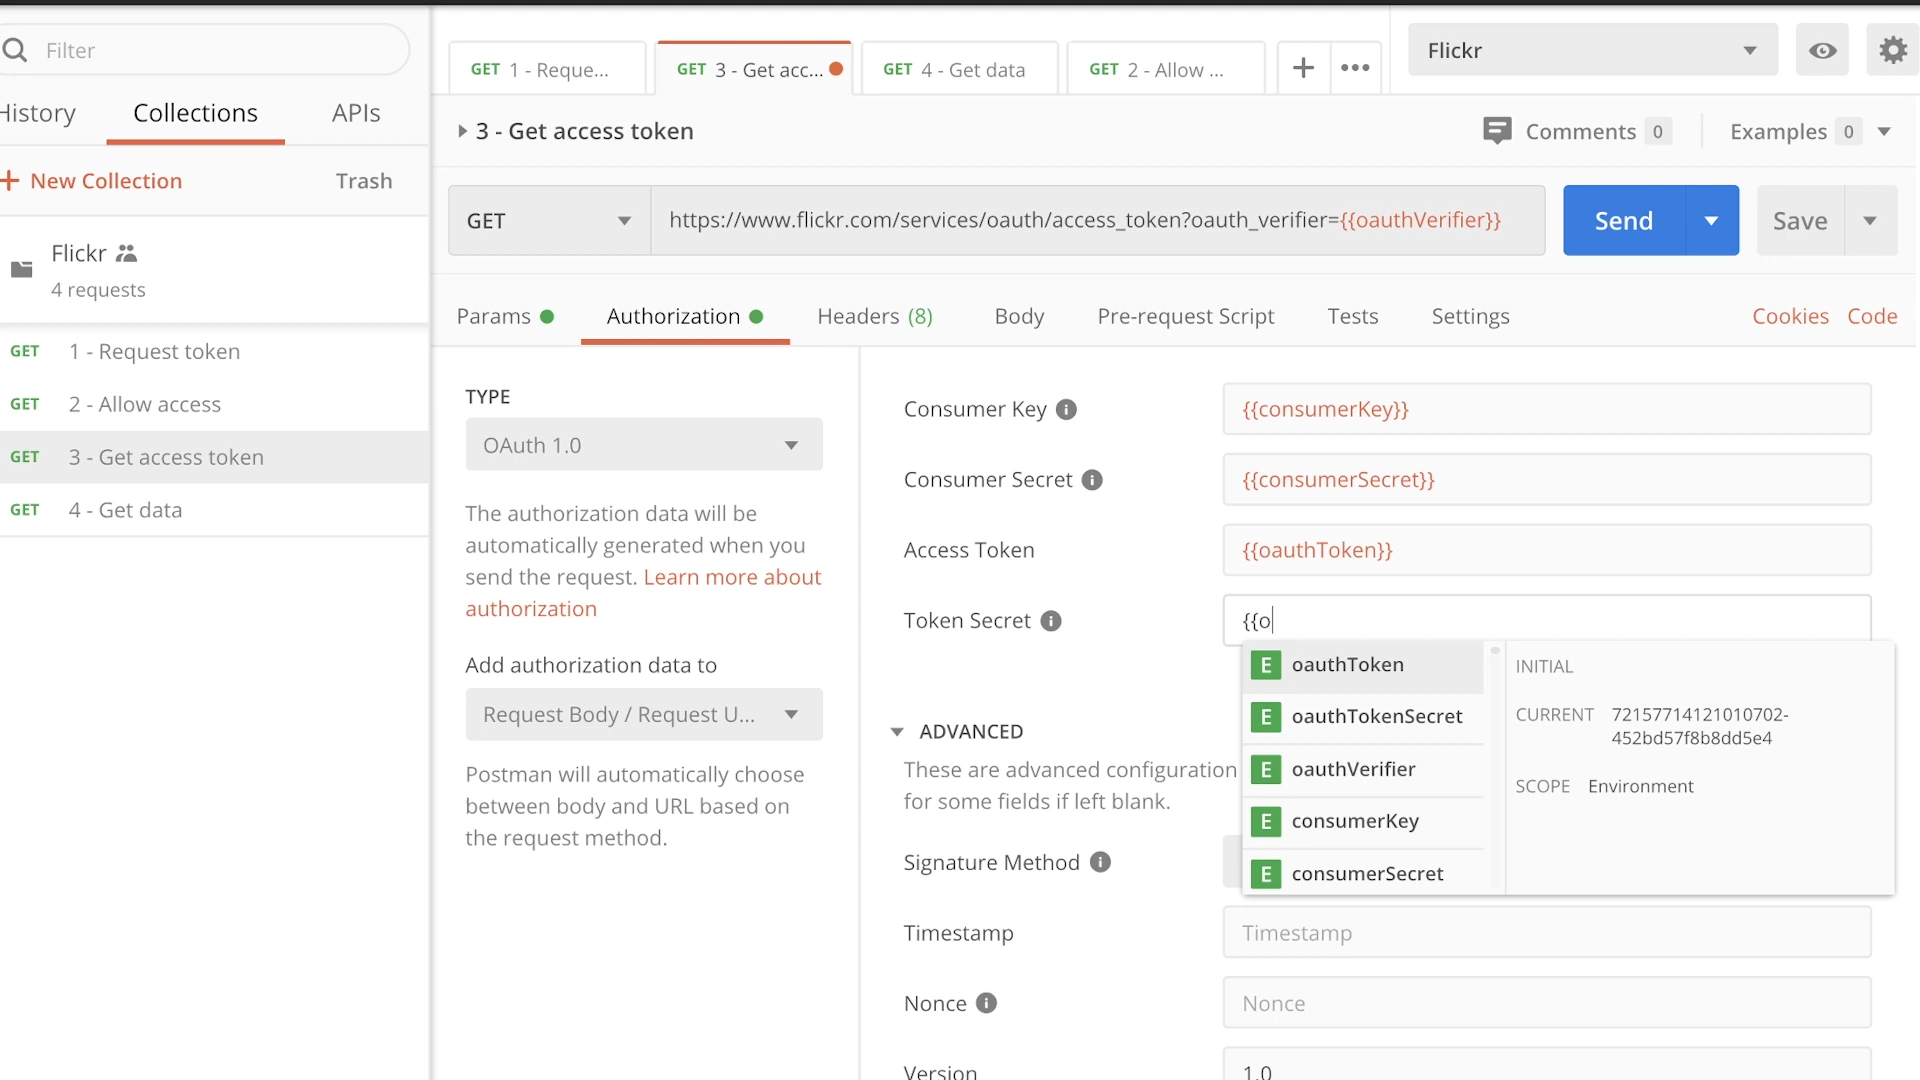 Filter
History
Collections
APIs
+ New Collection
Trash
Flickr
4 requests
GET 1 - Request token
GET 2 - Allow access
GET 3 - Get access token
GET 4 - Get data
GET 1 - Reque...
GET 3 - Get acc...
GET 4 - Get data
GET 2 - Allow ...
Flickr
3 - Get access token
Comments 0
Examples 0
GET
https://www.flickr.com/services/oauth/access_token?oauth_verifier={{oauthVerifier}}
Send
Save
Params
Authorization
Headers (8)
Body
Pre-request Script
Tests
Settings
Cookies
Code
TYPE
OAuth 1.0
The authorization data will be
automatically generated when you
send the request. Learn more about
authorization
Add authorization data to
Request Body / Request U...
Postman will automatically choose
between body and URL based on
the request method.
Consumer Key
{{consumerKey}}
Consumer Secret
{{consumerSecret}}
Access Token
{{oauthToken}}
Token Secret
{{o
E oauthToken
E oauthTokenSecret
E oauthVerifier
E consumerKey
E consumerSecret
INITIAL
CURRENT 72157714121010702-
452bd57f8b8dd5e4
SCOPE Environment
ADVANCED
These are advanced configuration
for some fields if left blank.
Signature Method
Timestamp
Timestamp
Nonce
Nonce
Version
1.0